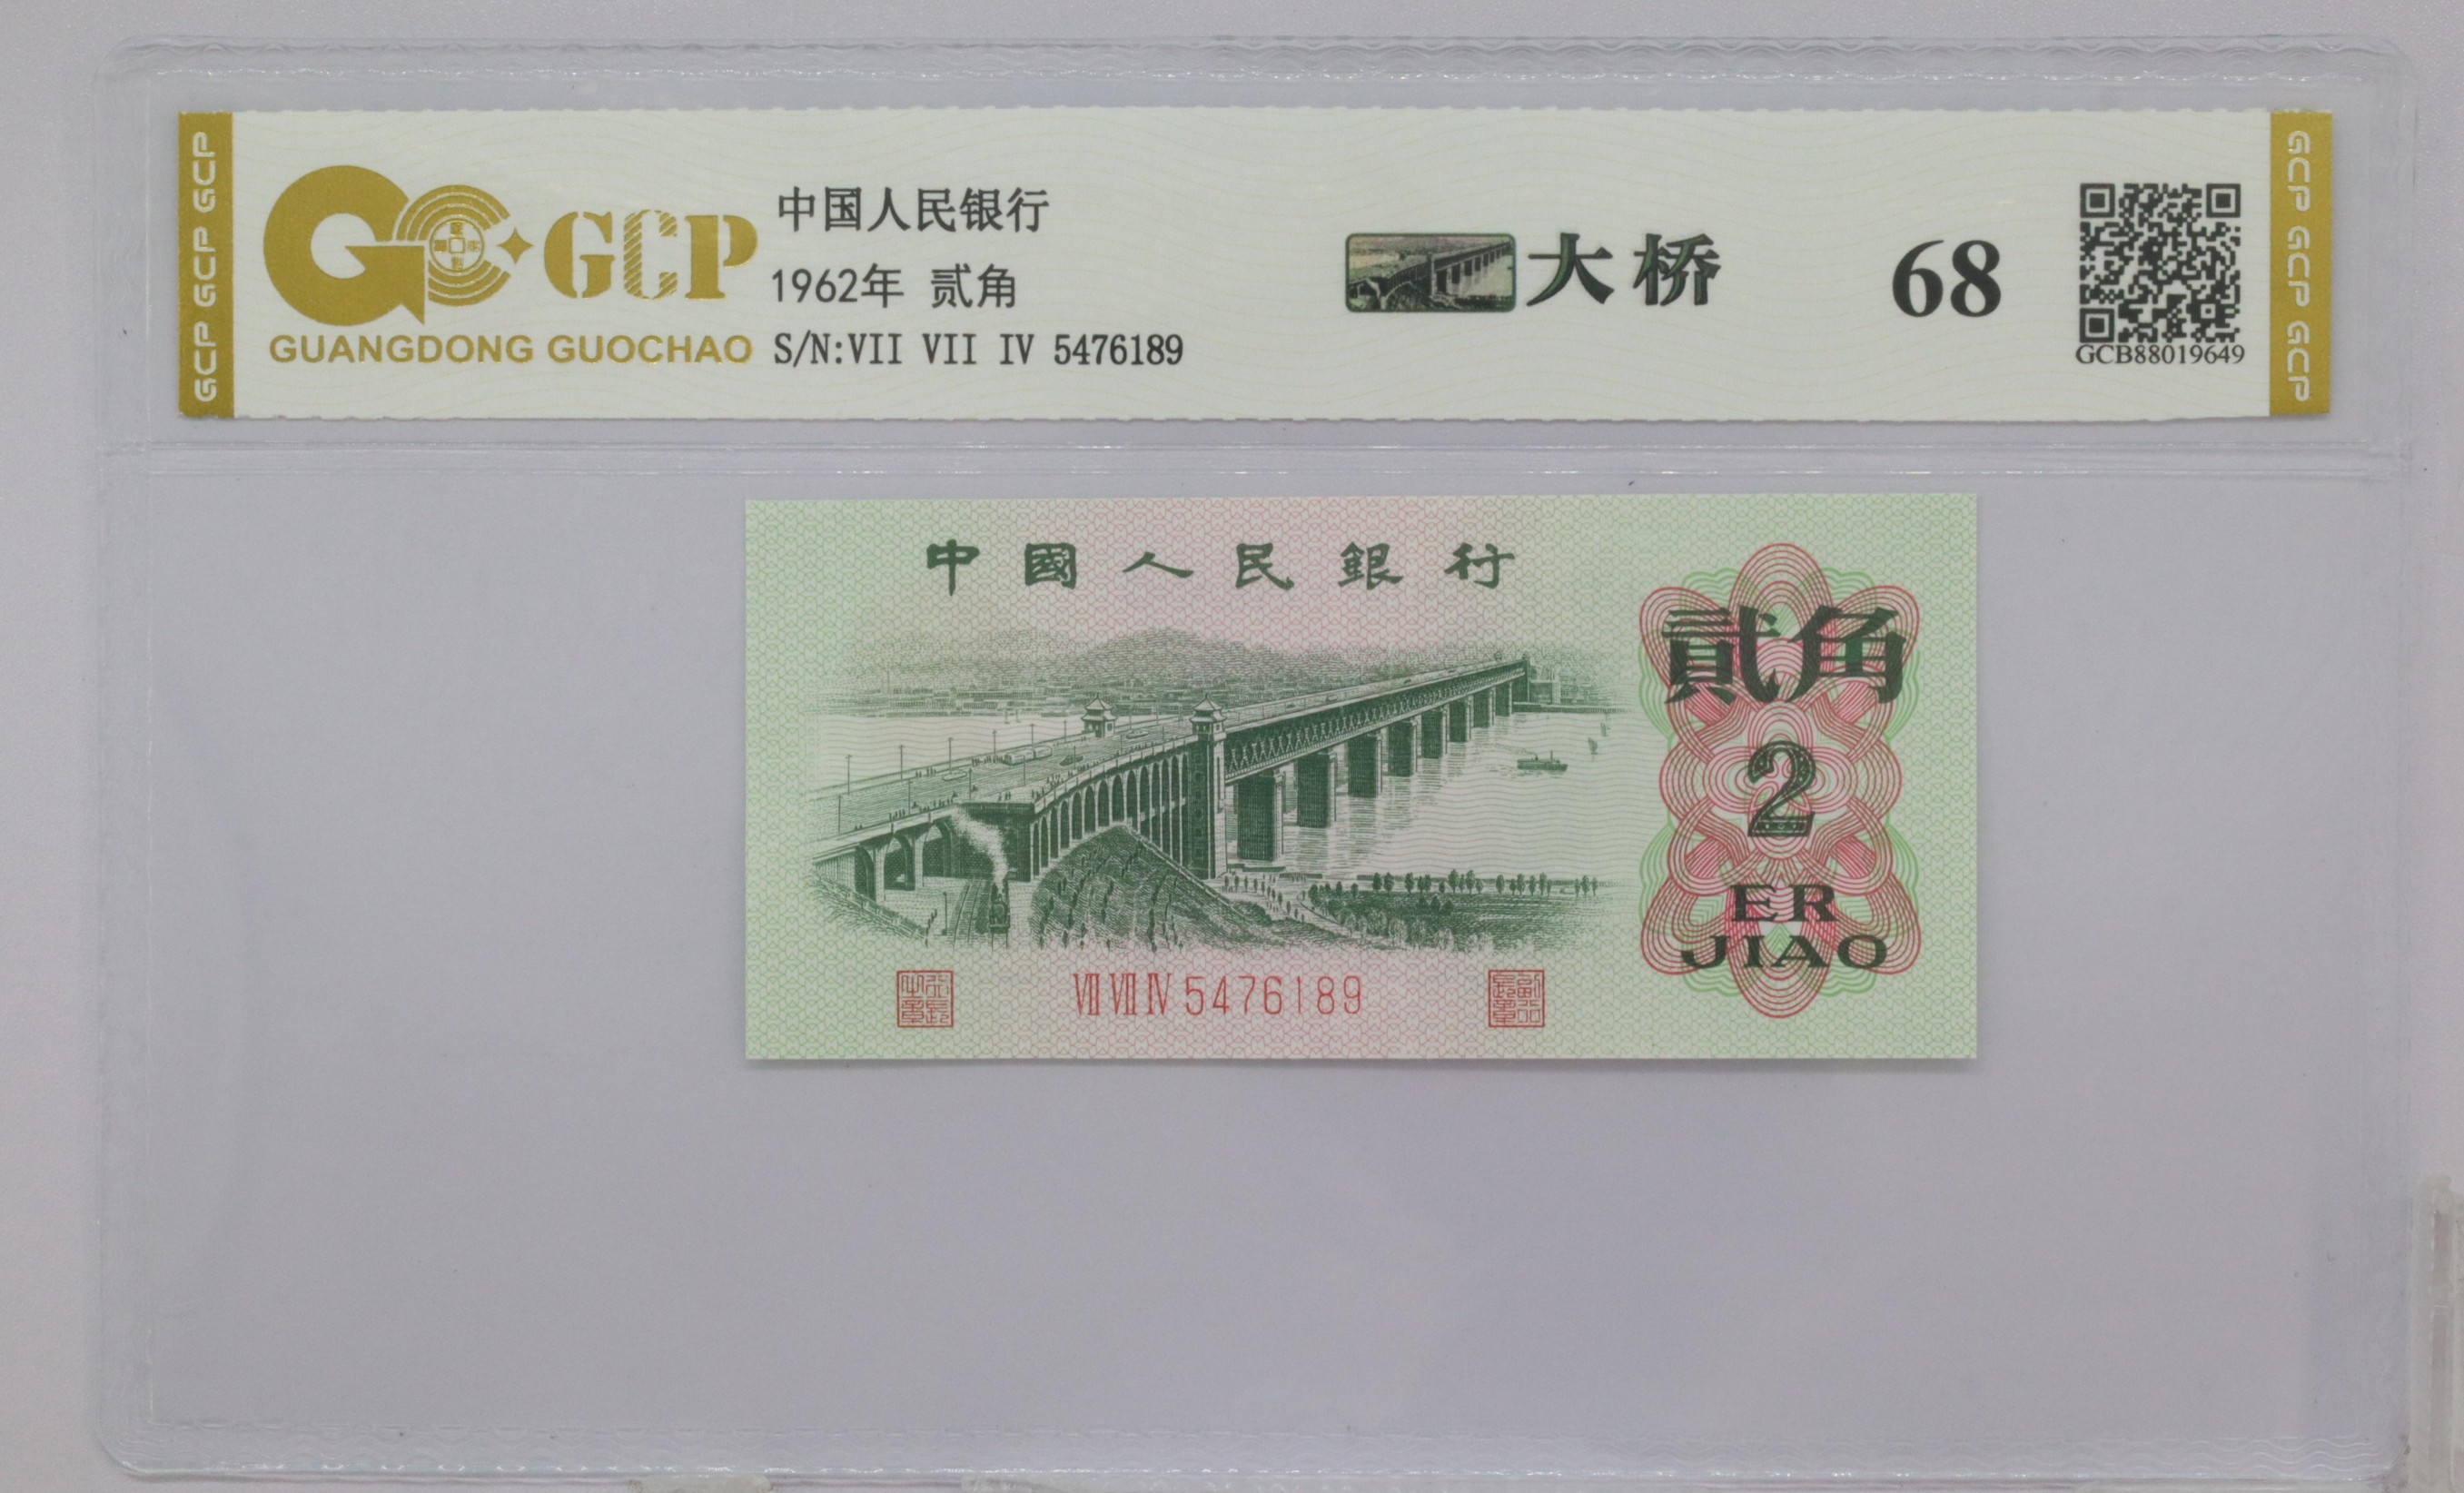 GCP GCP GCP
GCP
GUANGDONG GUOCHAO
中国人民银行
1962年 贰角
S/N:VII VII IV 5476189
大桥
68
GCB88019649
GCP GCP GCP
中國人民銀行
貳角
2
ER
JIAO
VII VII IV 5476189